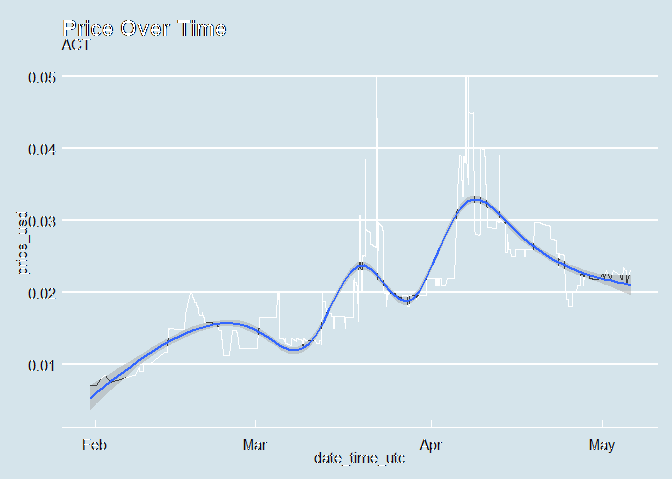 Price Over Time
ACT
0.05
0.04
0.03
0.02
0.01
price_usd
Feb
Mar
Apr
May
date_time_utc